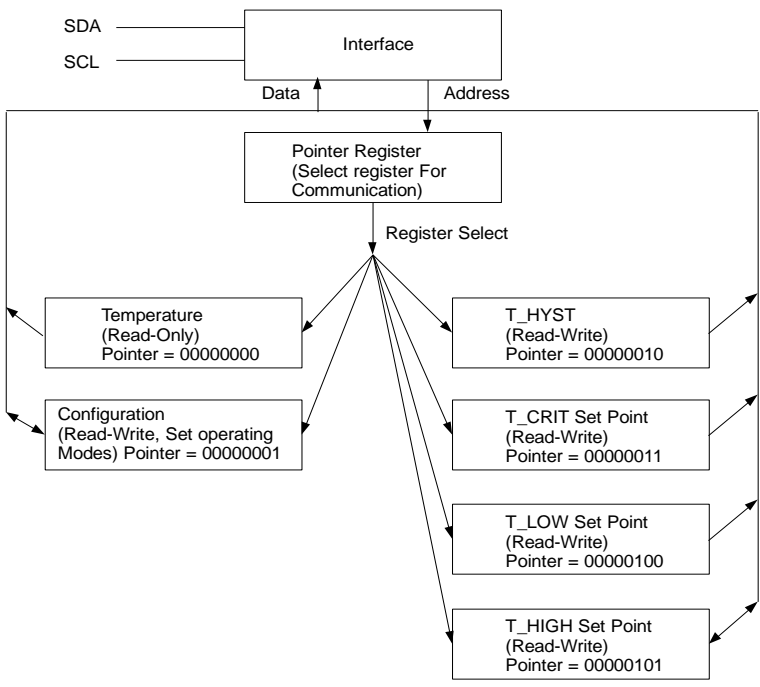 SDA
SCL
Interface
Data
Address
Pointer Register
(Select register For
Communication)
Register Select
Temperature
(Read-Only)
Pointer = 00000000
T_HYST
(Read-Write)
Pointer = 00000010
Configuration
(Read-Write, Set operating
Modes) Pointer = 00000001
T_CRIT Set Point
(Read-Write)
Pointer = 00000011
T_LOW Set Point
(Read-Write)
Pointer = 00000100
T_HIGH Set Point
(Read-Write)
Pointer = 00000101